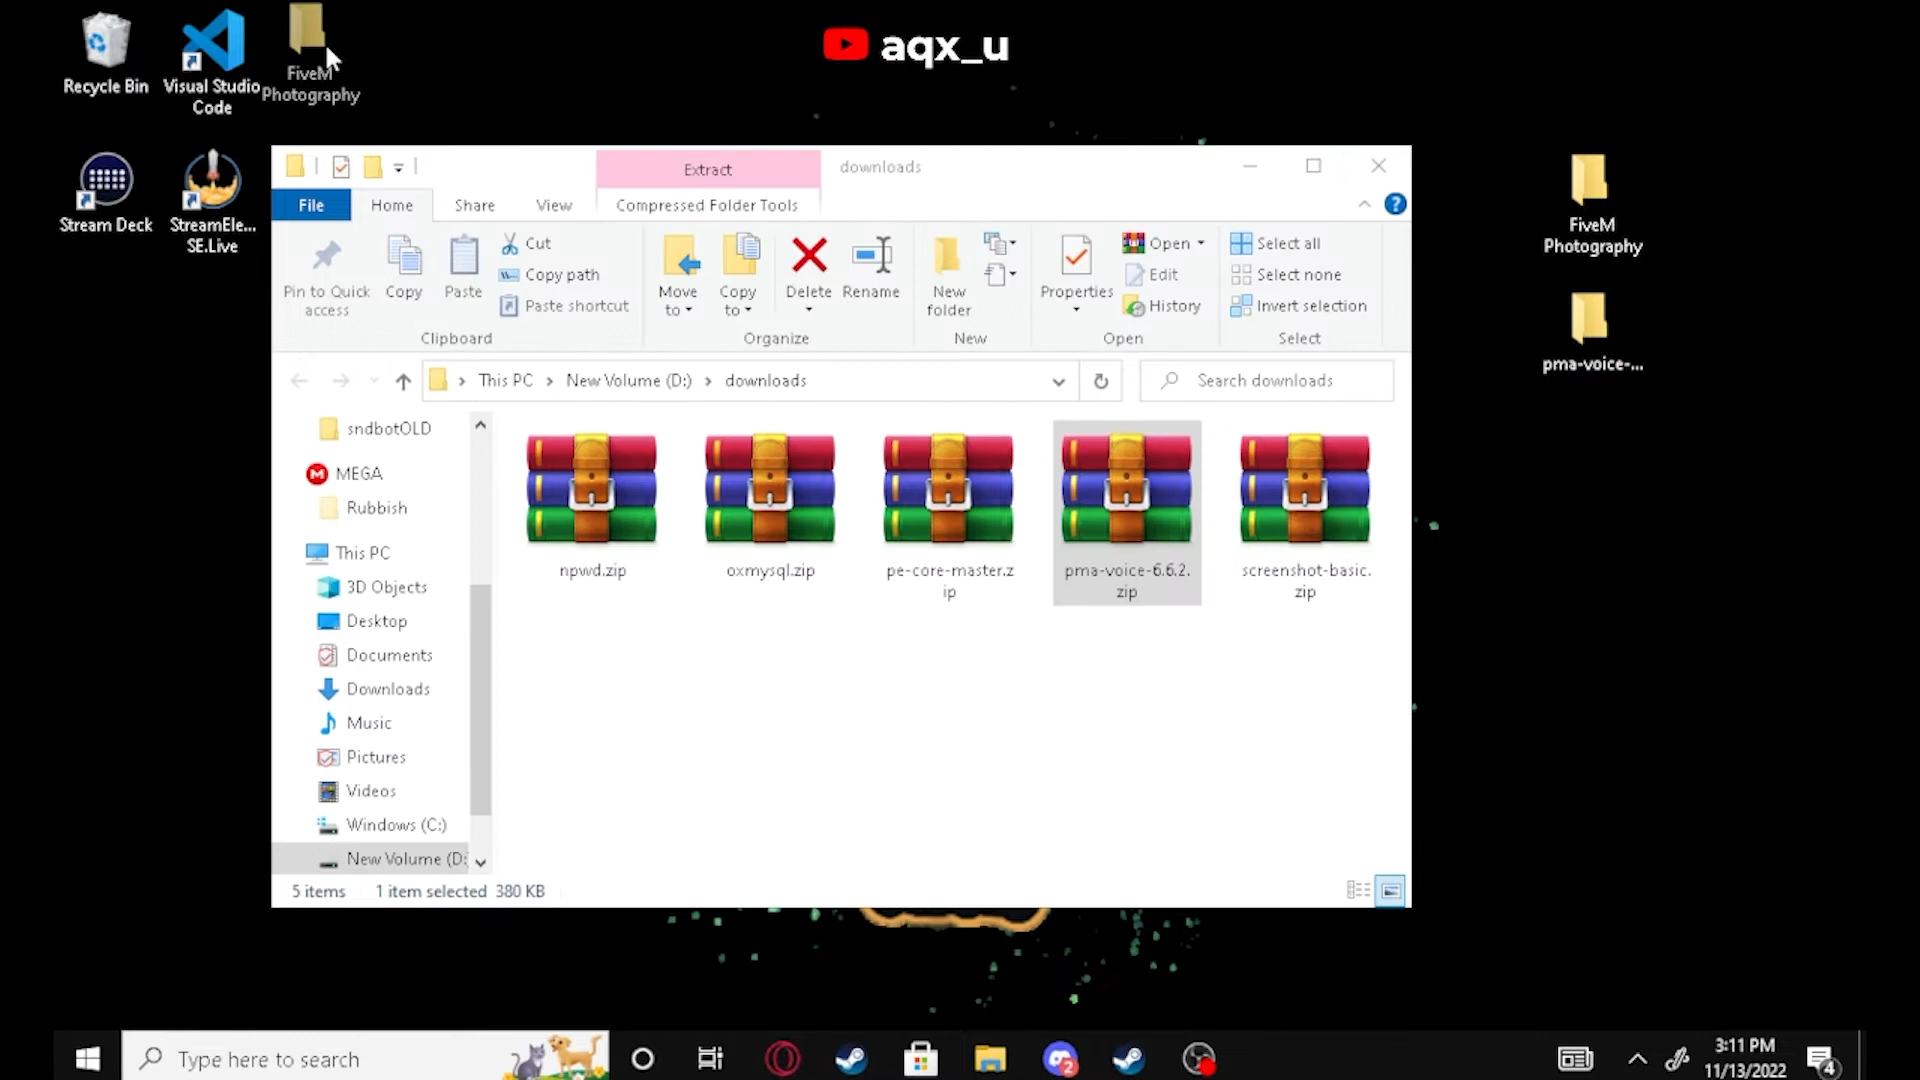 aqx_u
Recycle Bin
Visual Studio
Code
FiveM
Photography
Stream Deck
StreamEle...
SE.Live
FiveM
Photography
pma-voice-...
Extract
downloads
File
Home
Share
View
Compressed Folder Tools
Pin to Quick
access
Copy
Paste
Cut
Copy path
Paste shortcut
Clipboard
Move
to
Copy
to
Delete
Rename
Organize
New
folder
New
Properties
Open
Edit
History
Open
Select all
Select none
Invert selection
Select
This PC
New Volume (D:)
downloads
Search downloads
sndbotOLD
MEGA
Rubbish
This PC
3D Objects
Desktop
Documents
Downloads
Music
Pictures
Videos
Windows (C:)
New Volume (D:
npwd.zip
oxmysql.zip
pe-core-master.z
ip
pma-voice-6.6.2.
zip
screenshot-basic.
zip
5 items
1 item selected 380 KB
Type here to search
2
3:11 PM
11/13/2022
4